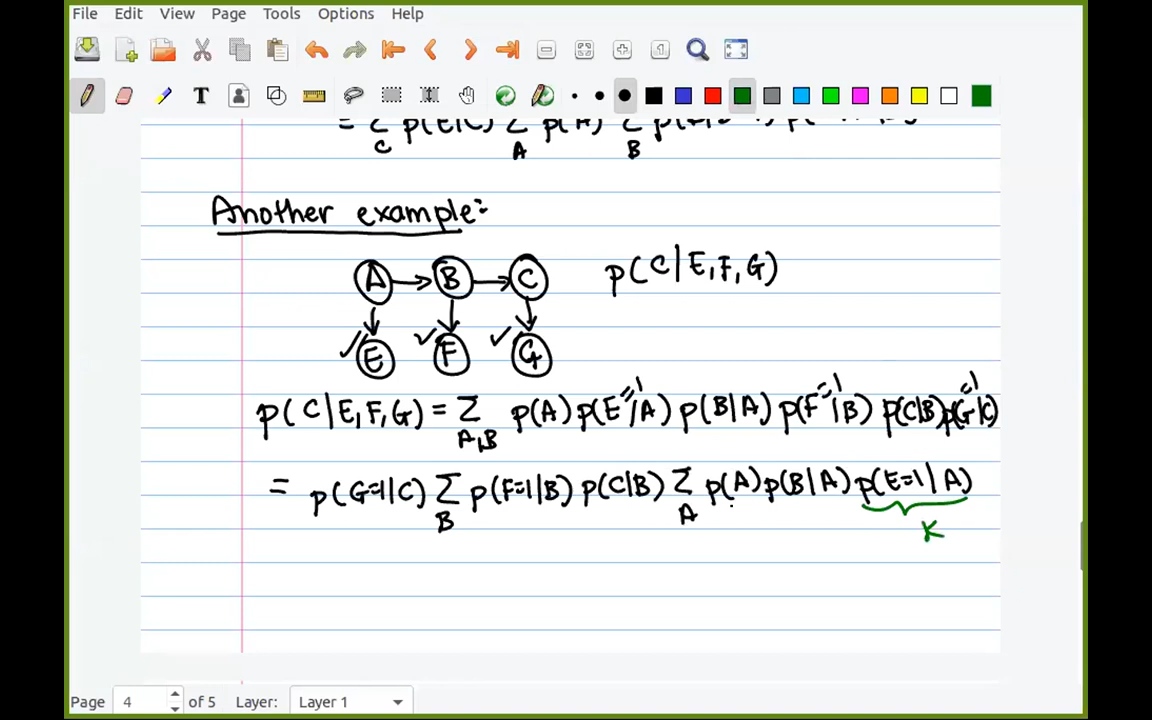 File Edit View Page Tools Options Help
= Σ p(E|C) Σ p(A) Σ
C A B
Another example:
A → B → C p(C|E,F,G)
✓E ✓F ✓G
p(C|E,F,G) = Σ p(A) p(E=1|A) p(B|A) p(F=1|B) p(C|B) p(G=1|C)
A,B
= p(G=1|C) Σ p(F=1|B) p(C|B) Σ p(A) p(B|A) p(E=1|A)
B A K
Page 4 of 5 Layer: Layer 1